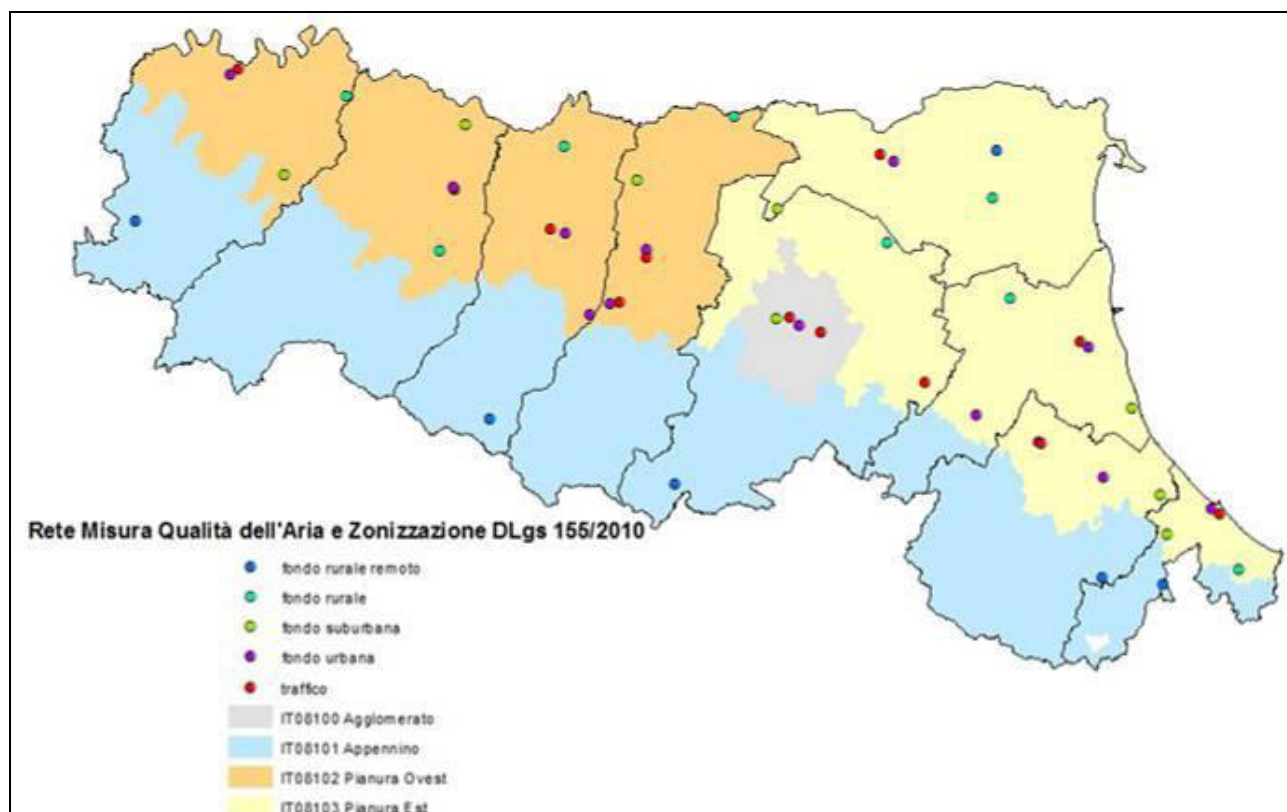 Rete Misura Qualità dell'Aria e Zonizzazione DLgs 155/2010
fondo rurale remoto
fondo rurale
fondo suburbana
fondo urbana
traffico
IT08100 Agglomerato
IT08101 Appennino
IT08102 Pianura Ovest
IT08103 Pianura Est